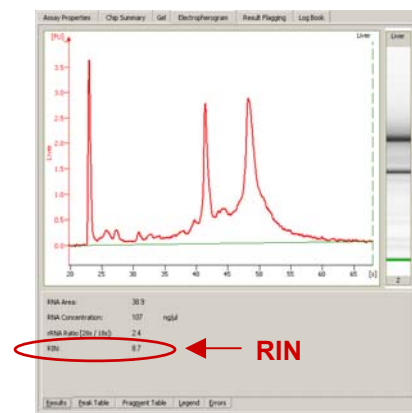 Assay Properties Chip Summary Gel Electropherogram Result Flagging Log Book
[FU] Liver Liver
3.5
3.0
2.5
2.0
Liver
1.5
1.0
0.5
0.0
20 25 30 35 40 45 50 55 60 65 [s]
2
RNA Area: 38.9
RNA Concentration: 107 ng/µl
rRNA Ratio [28s / 18s]: 2.4
RIN: 8.7
RIN
Results Peak Table Fragment Table Legend Errors